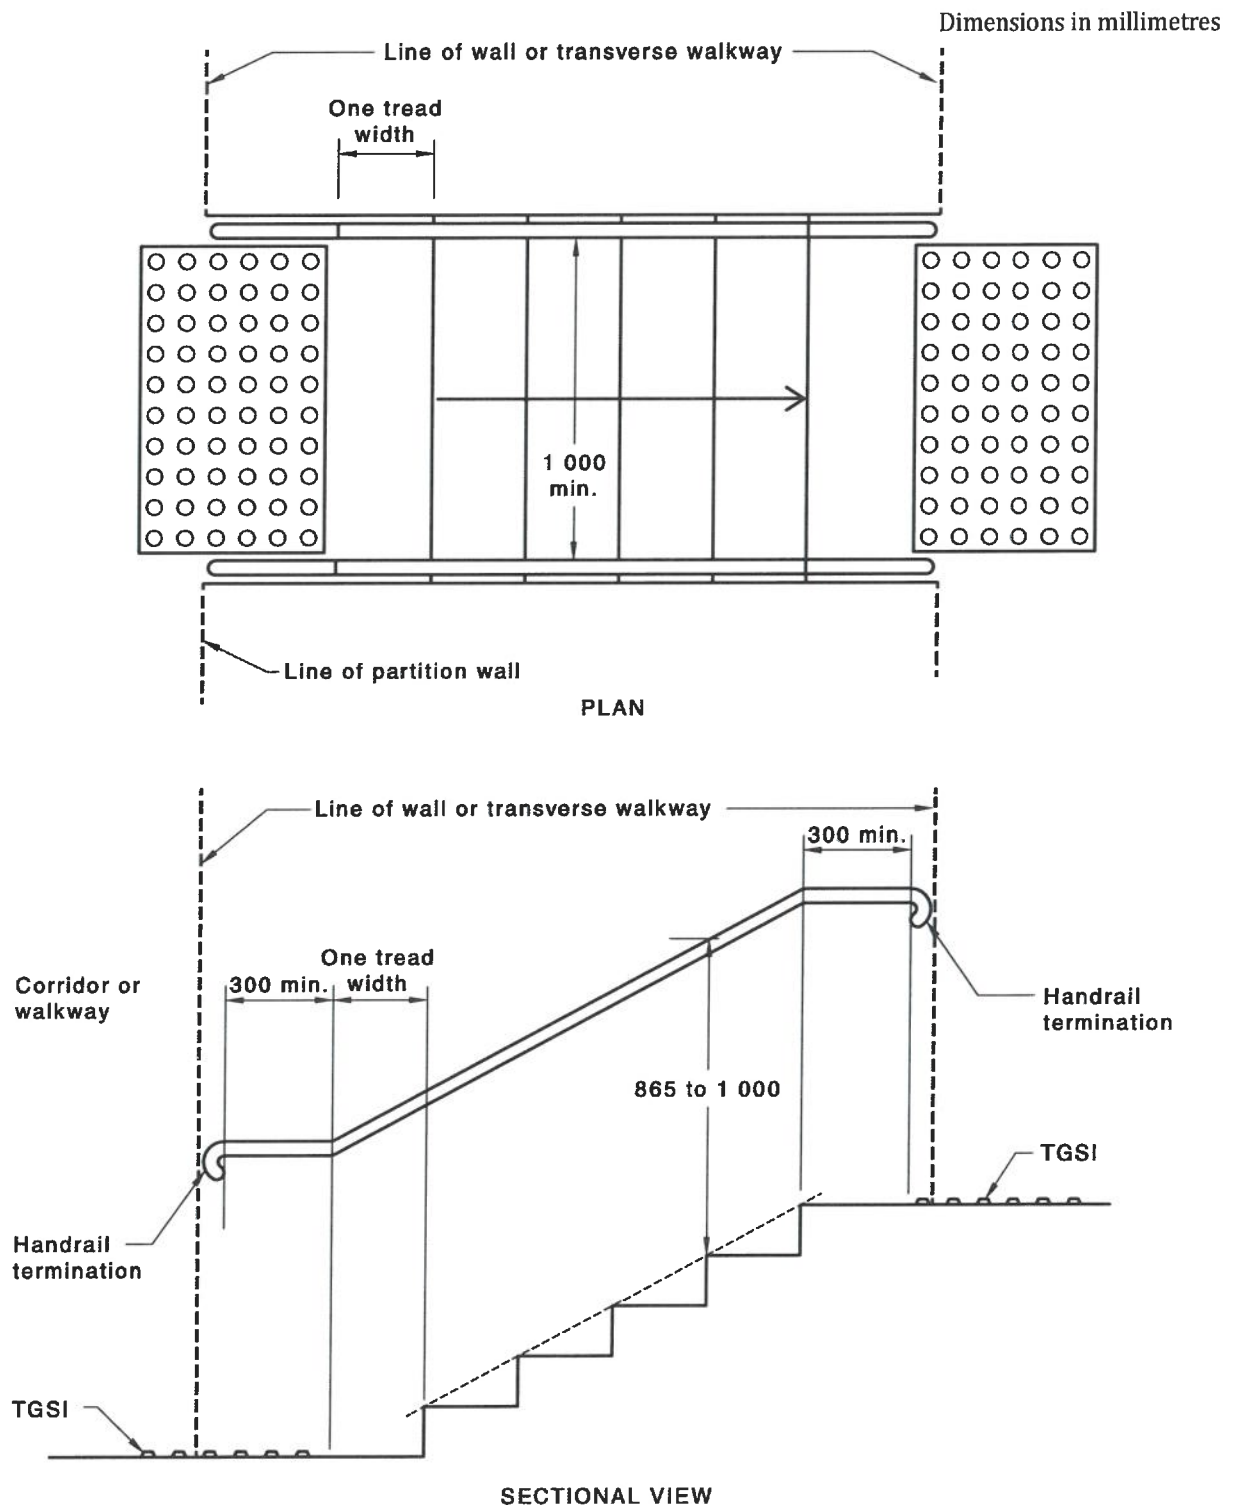 Dimensions in millimetres
Line of wall or transverse walkway
One tread
width
1 000
min.
Line of partition wall
PLAN
Line of wall or transverse walkway
300 min.
One tread
width
300 min.
Corridor or
walkway
Handrail
termination
865 to 1 000
TGSI
Handrail
termination
TGSI
SECTIONAL VIEW